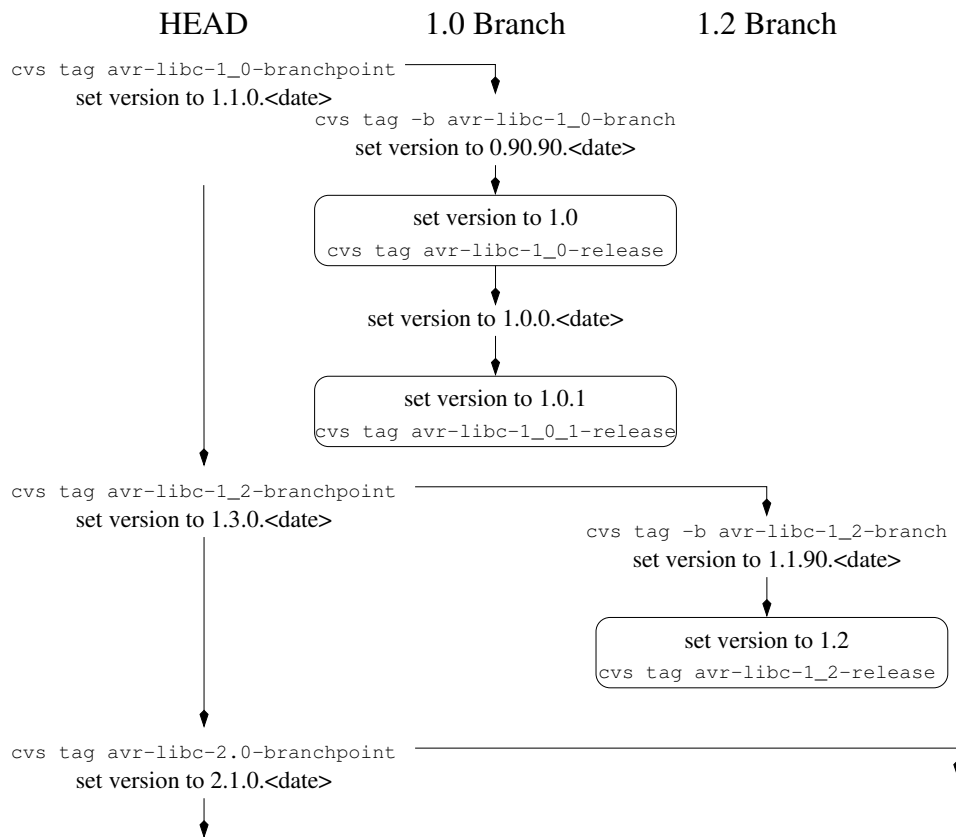 HEAD
1.0 Branch
1.2 Branch
cvs tag avr-libc-1_0-branchpoint
set version to 1.1.0.<date>
cvs tag -b avr-libc-1_0-branch
set version to 0.90.90.<date>
set version to 1.0
cvs tag avr-libc-1_0-release
set version to 1.0.0.<date>
set version to 1.0.1
cvs tag avr-libc-1_0_1-release
cvs tag avr-libc-1_2-branchpoint
set version to 1.3.0.<date>
cvs tag -b avr-libc-1_2-branch
set version to 1.1.90.<date>
set version to 1.2
cvs tag avr-libc-1_2-release
cvs tag avr-libc-2.0-branchpoint
set version to 2.1.0.<date>